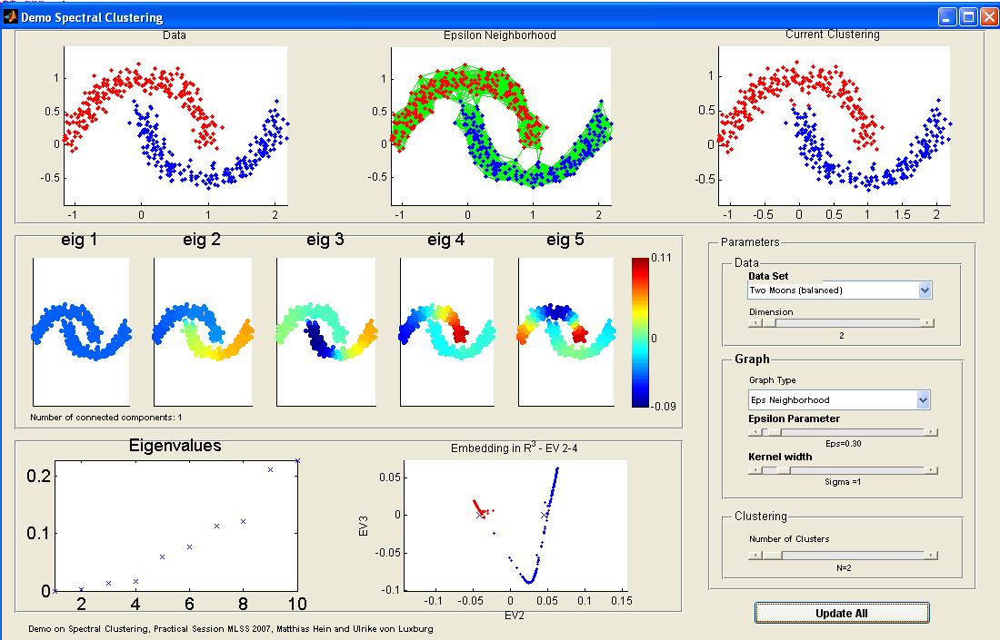 Demo Spectral Clustering
Data
Epsilon Neighborhood
Current Clustering
1
0.5
0
-0.5
-1 0 1 2
1
0.5
0
-0.5
-1 0 1 2
1
0.5
0
-0.5
-1 -0.5 0 0.5 1 1.5 2
eig 1
eig 2
eig 3
eig 4
eig 5
0.11
0
-0.09
Number of connected components: 1
Parameters
Data
Data Set
Two Moons (balanced)
Dimension
2
Graph
Graph Type
Eps Neighborhood
Epsilon Parameter
Eps=0.30
Kernel width
Sigma =1
Clustering
Number of Clusters
N=2
Update All
Eigenvalues
0.2
0.1
0
2 4 6 8 10
Embedding in R³ - EV 2-4
EV3
0.05
0
-0.05
-0.1
-0.1 -0.05 0 0.05 0.1 0.15
EV2
Demo on Spectral Clustering, Practical Session MLSS 2007, Matthias Hein and Ulrike von Luxburg